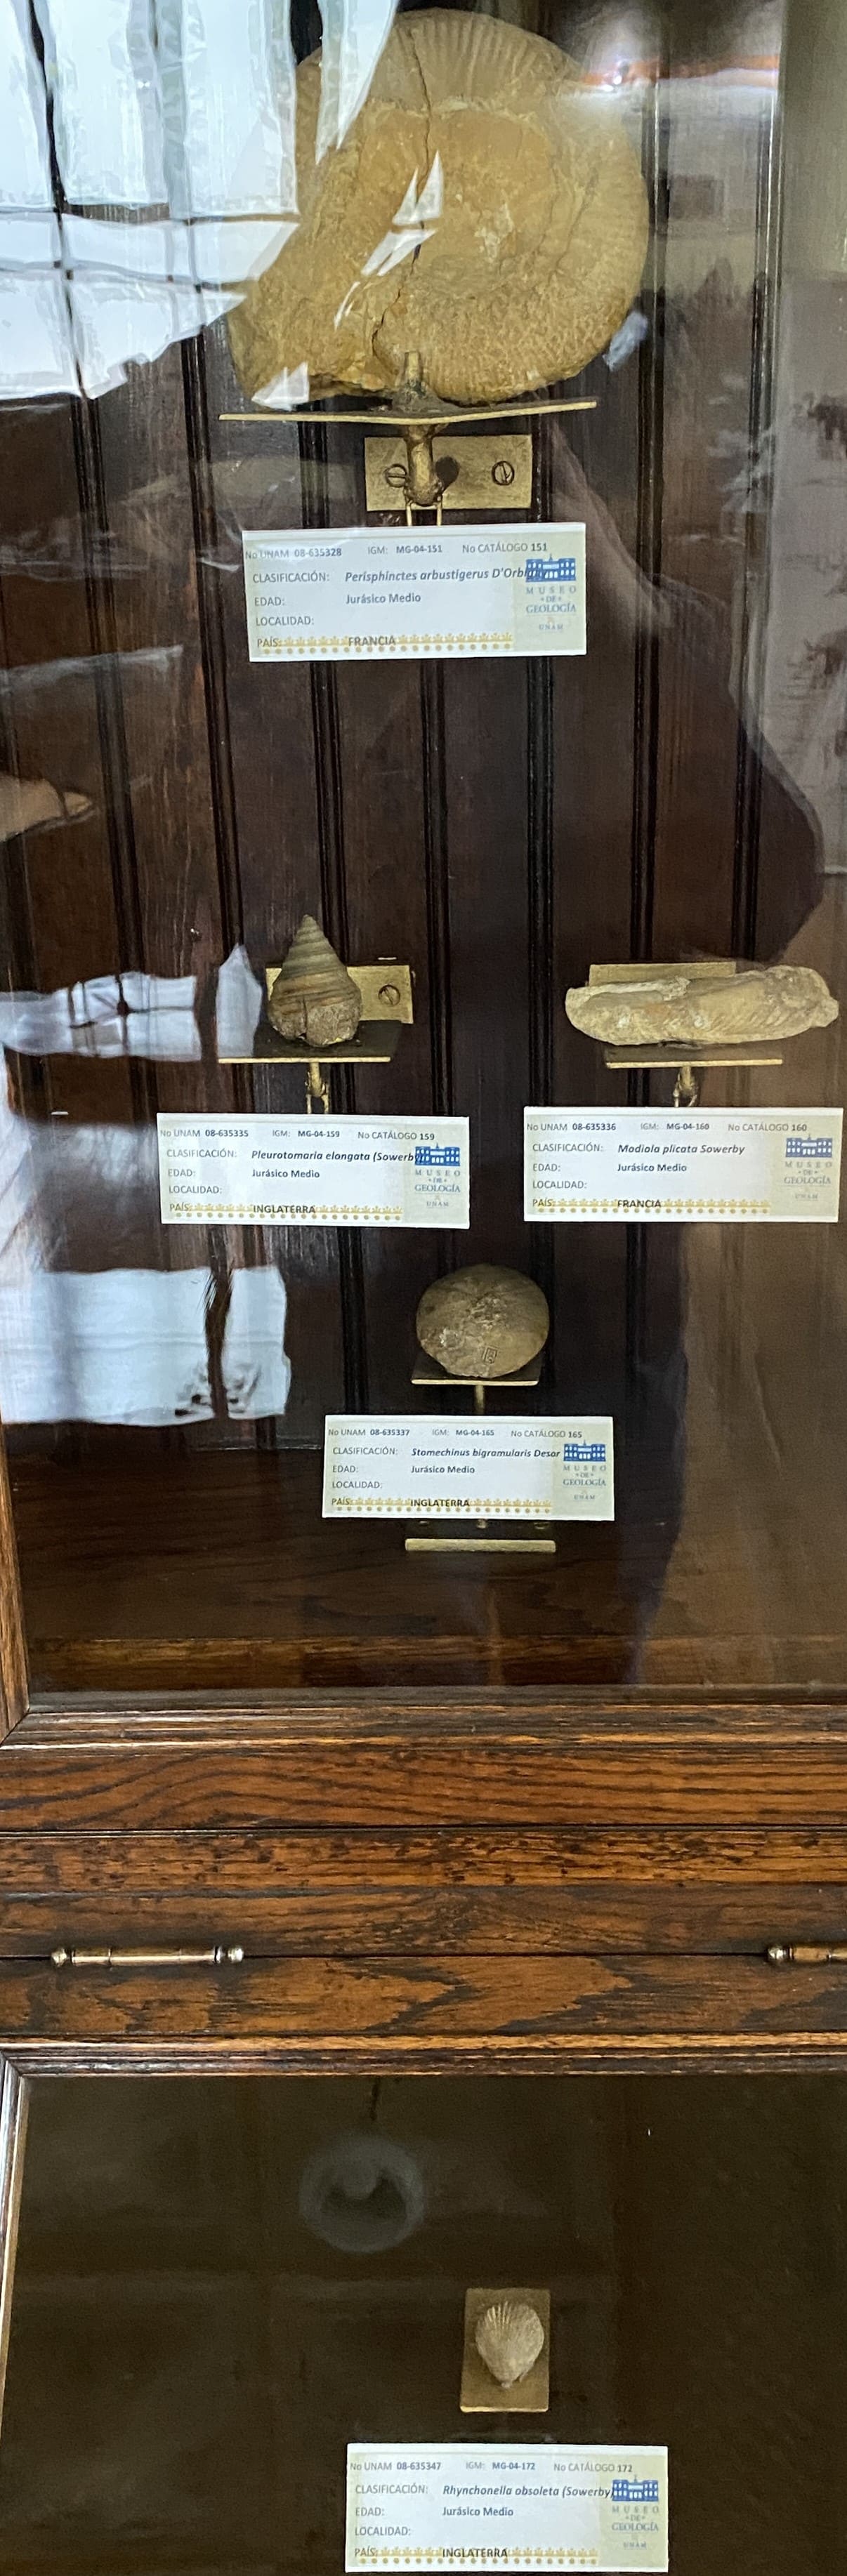 No UNAM 08-635328 IGM: MG-04-151 No CATÁLOGO 151
CLASIFICACIÓN: Perisphinctes arbustigerus D'Orbi
EDAD: Jurásico Medio
LOCALIDAD:
PAÍS: FRANCIA
MUSEO
DE
GEOLOGÍA
UNAM
No UNAM 08-635335 IGM: MG-04-159 No CATÁLOGO 159
CLASIFICACIÓN: Pleurotomaria elongata (Sowerby)
EDAD: Jurásico Medio
LOCALIDAD:
PAÍS: INGLATERRA
MUSEO
DE
GEOLOGÍA
UNAM
No UNAM 08-635336 IGM: MG-04-160 No CATÁLOGO 160
CLASIFICACIÓN: Modiola plicata Sowerby
EDAD: Jurásico Medio
LOCALIDAD:
PAÍS: FRANCIA
MUSEO
DE
GEOLOGÍA
UNAM
No UNAM 08-635337 IGM: MG-04-165 No CATÁLOGO 165
CLASIFICACIÓN: Stomechinus bigramularis Desor
EDAD: Jurásico Medio
LOCALIDAD:
PAÍS: INGLATERRA
MUSEO
DE
GEOLOGÍA
UNAM
No UNAM 08-635347 IGM: MG-04-172 No CATÁLOGO 172
CLASIFICACIÓN: Rhynchonella obsoleta (Sowerby)
EDAD: Jurásico Medio
LOCALIDAD:
PAÍS: INGLATERRA
MUSEO
DE
GEOLOGÍA
UNAM